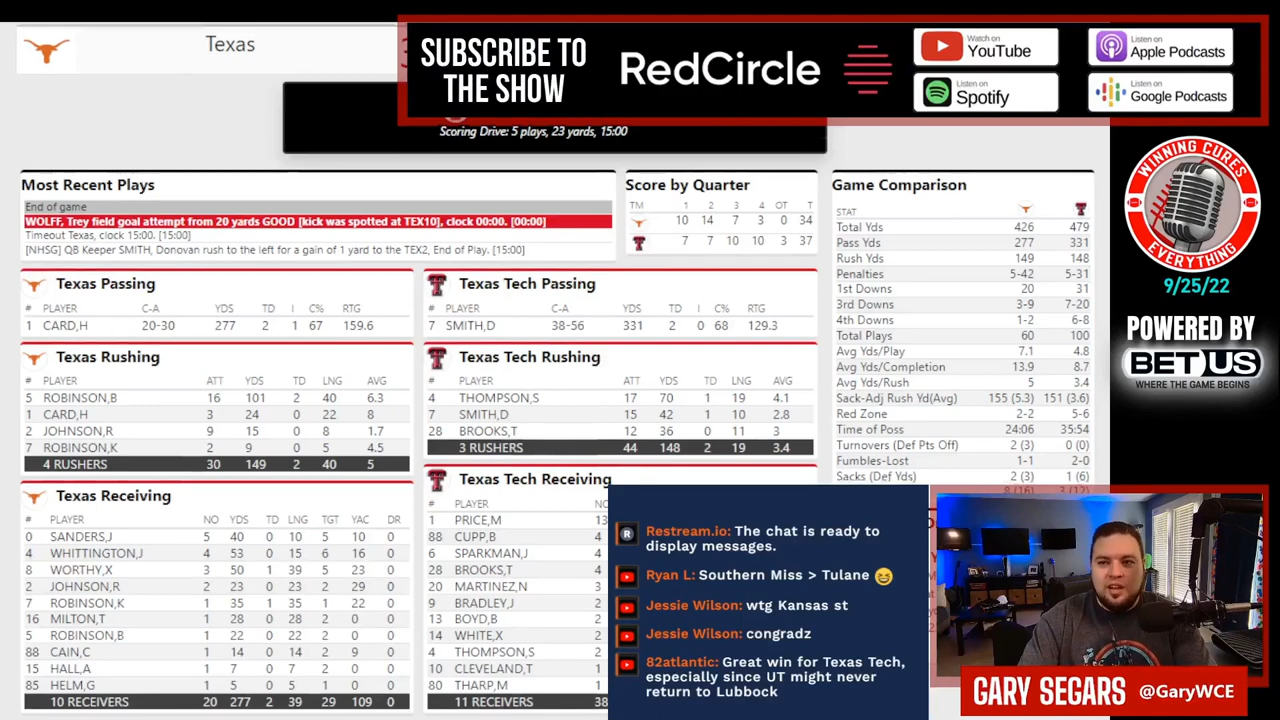 Texas
SUBSCRIBE TO
THE SHOW
RedCircle
Watch on
YouTube
Listen on
Apple Podcasts
Listen on
Spotify
Listen on
Google Podcasts
Scoring Drive: 5 plays, 23 yards, 15:00
Most Recent Plays
End of game
WOLFF, Trey field goal attempt from 20 yards GOOD [kick was spotted at TEX10], clock 00:00. [00:00]
Timeout Texas, clock 15:00. [15:00]
[NHSG] QB Keeper SMITH, Donovan rush to the left for a gain of 1 yard to the TEX2, End of Play. [15:00]
Score by Quarter
TM 1 2 3 4 OT T
10 14 7 3 0 34
7 7 10 10 3 37
Game Comparison
STAT
Total Yds 426 479
Pass Yds 277 331
Rush Yds 149 148
Penalties 5-42 5-31
1st Downs 20 31
3rd Downs 3-9 7-20
4th Downs 1-2 6-8
Total Plays 60 100
Avg Yds/Play 7.1 4.8
Avg Yds/Completion 13.9 8.7
Avg Yds/Rush 5 3.4
Sack-Adj Rush Yd(Avg) 155 (5.3) 151 (3.6)
Red Zone 2-2 5-6
Time of Poss 24:06 35:54
Turnovers (Def Pts Off) 2 (3) 0 (0)
Fumbles-Lost 1-1 2-0
Sacks (Def Yds) 2 (3) 1 (6)
Texas Passing
# PLAYER C-A YDS TD I C% RTG
1 CARD,H 20-30 277 2 1 67 159.6
Texas Rushing
# PLAYER ATT YDS TD LNG AVG
5 ROBINSON,B 16 101 2 40 6.3
1 CARD,H 3 24 0 22 8
2 JOHNSON,R 9 15 0 8 1.7
7 ROBINSON,K 2 9 0 5 4.5
4 RUSHERS 30 149 2 40 5
Texas Receiving
# PLAYER NO YDS TD LNG TGT YAC DR
0 SANDERS,J 5 40 0 10 5 10 0
4 WHITTINGTON,J 4 53 0 15 6 16 0
8 WORTHY,X 3 50 1 39 5 23 0
2 JOHNSON,R 2 23 0 23 2 29 0
7 ROBINSON,K 1 35 1 35 1 22 0
16 MILTON,T 1 28 0 28 2 0 0
5 ROBINSON,B 1 22 0 22 2 0 0
88 CAIN,C 1 14 0 14 2 9 0
15 HALL,A 1 7 0 7 2 0 0
85 HELM,G 1 5 0 5 1 0 0
10 RECEIVERS 20 277 2 39 29 109 0
Texas Tech Passing
# PLAYER C-A YDS TD I C% RTG
7 SMITH,D 38-56 331 2 0 68 129.3
Texas Tech Rushing
# PLAYER ATT YDS TD LNG AVG
4 THOMPSON,S 17 70 1 19 4.1
7 SMITH,D 15 42 1 10 2.8
28 BROOKS,T 12 36 0 11 3
3 RUSHERS 44 148 2 19 3.4
Texas Tech Receiving
# PLAYER
1 PRICE,M 13
88 CUPP,B 4
6 SPARKMAN,J 4
28 BROOKS,T 4
20 MARTINEZ,N 3
9 BRADLEY,J 2
13 BOYD,B 2
14 WHITE,X 2
4 THOMPSON,S 2
10 CLEVELAND,T 1
80 THARP,M 1
11 RECEIVERS 38
Restream.io: The chat is ready to
display messages.
Ryan L: Southern Miss > Tulane 😆
Jessie Wilson: wtg Kansas st
Jessie Wilson: congradz
82atlantic: Great win for Texas Tech,
especially since UT might never
return to Lubbock
WINNING CURES
EVERYTHING
9/25/22
POWERED BY
BETUS
WHERE THE GAME BEGINS
GARY SEGARS @GaryWCE